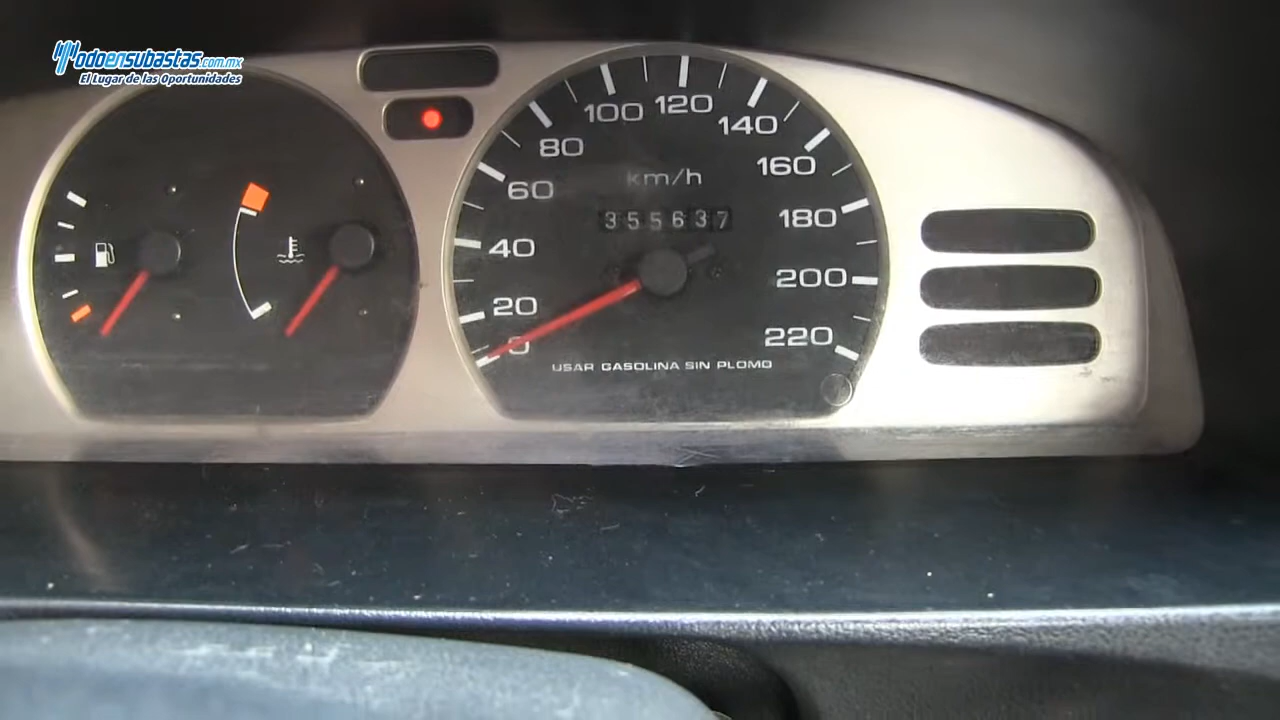 todoensubastas.com.mx
El Lugar de las Oportunidades
100 120
80 140
60 160
km/h
355637
180
40
200
20
220
0
USAR GASOLINA SIN PLOMO